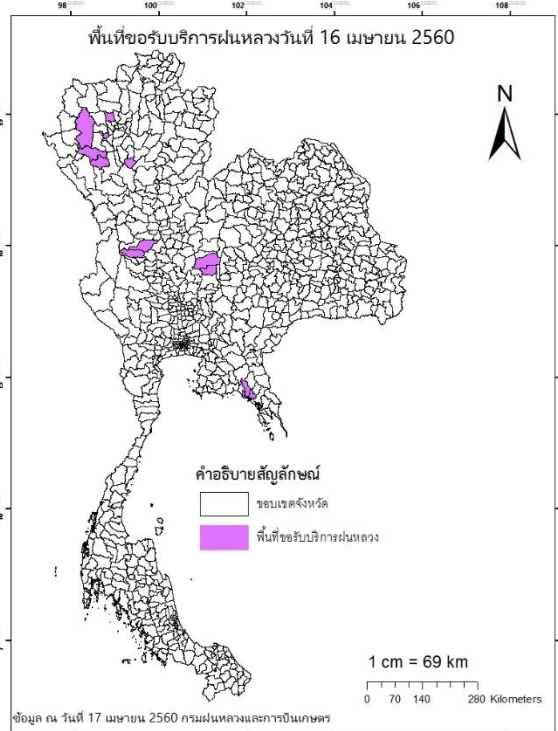 98 100 102 104 106 108
พื้นที่ขอรับบริการฝนหลวงวันที่ 16 เมษายน 2560
N
คำอธิบายสัญลักษณ์
ขอบเขตจังหวัด
พื้นที่ขอรับบริการฝนหลวง
1 cm = 69 km
0 70 140 280 Kilometers
ข้อมูล ณ วันที่ 17 เมษายน 2560 กรมฝนหลวงและการบินเกษตร